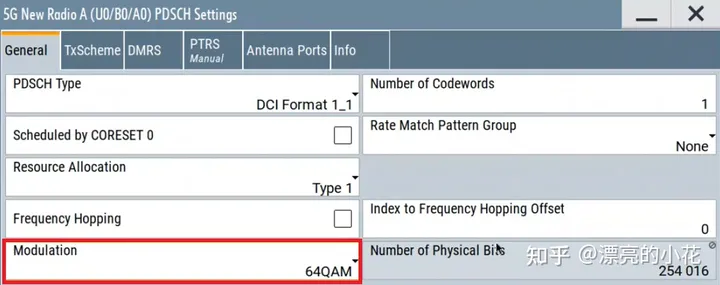 5G New Radio A (U0/B0/A0) PDSCH Settings
General
TxScheme
DMRS
PTRS
Manual
Antenna Ports
Info
PDSCH Type
DCI Format 1_1
Number of Codewords
1
Scheduled by CORESET 0
Rate Match Pattern Group
None
Resource Allocation
Type 1
Frequency Hopping
Index to Frequency Hopping Offset
0
Modulation
64QAM
Number of Physical Bits
254 016
知乎 @漂亮的小花